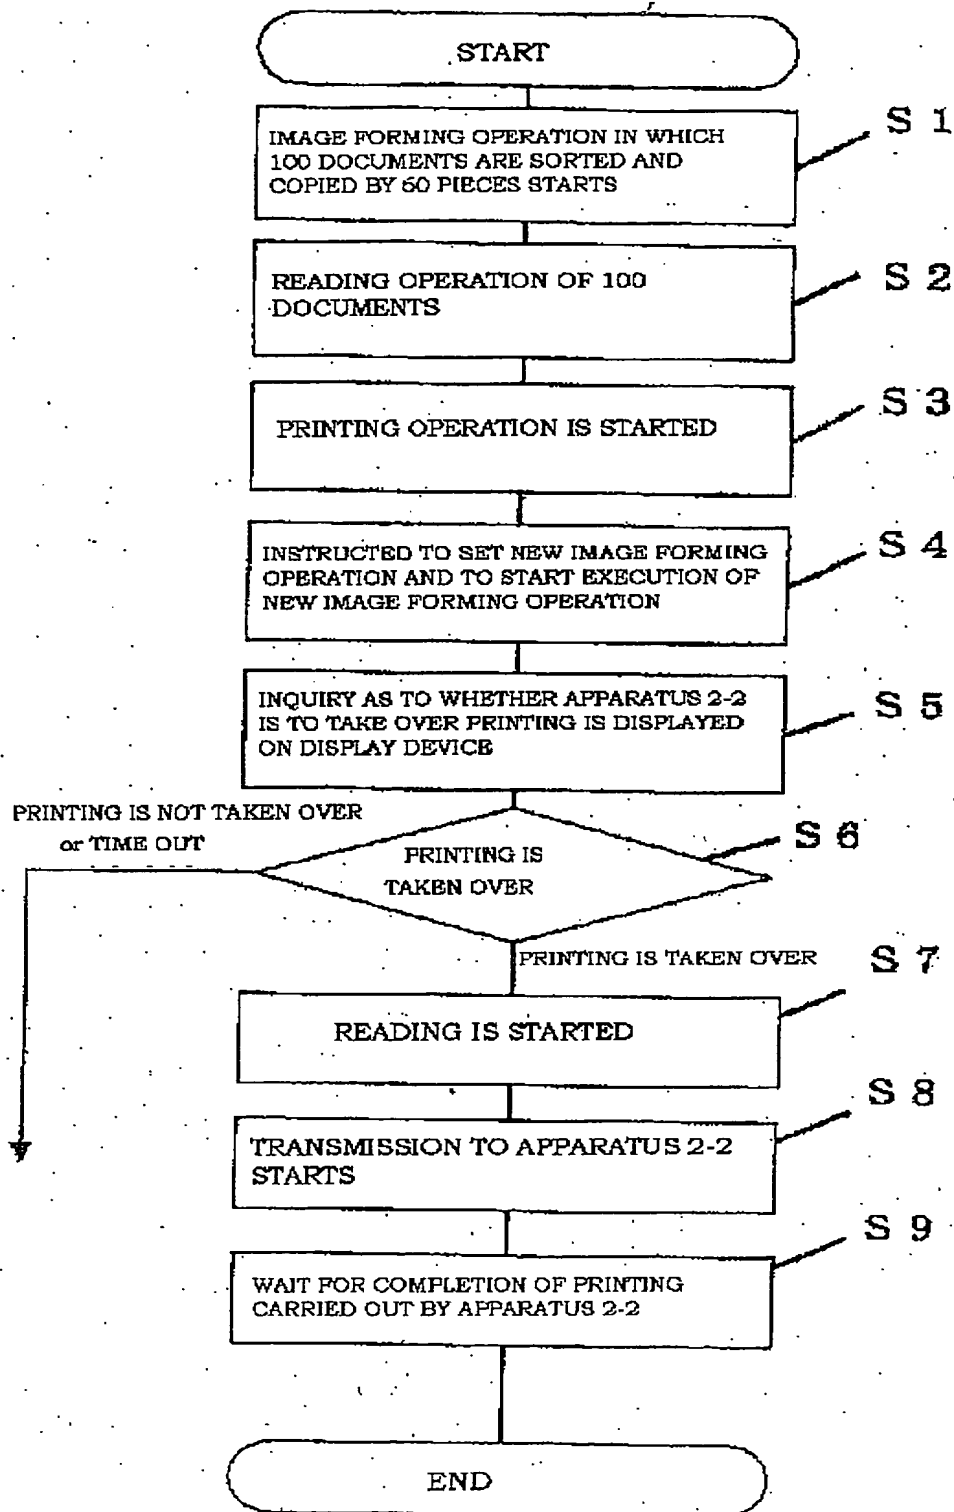 START
IMAGE FORMING OPERATION IN WHICH
100 DOCUMENTS ARE SORTED AND
COPIED BY 50 PIECES STARTS
S 1
READING OPERATION OF 100
DOCUMENTS
S 2
PRINTING OPERATION IS STARTED
S 3
INSTRUCTED TO SET NEW IMAGE FORMING
OPERATION AND TO START EXECUTION OF
NEW IMAGE FORMING OPERATION
S 4
INQUIRY AS TO WHETHER APPARATUS 2-2
IS TO TAKE OVER PRINTING IS DISPLAYED
ON DISPLAY DEVICE
S 5
PRINTING IS NOT TAKEN OVER
or TIME OUT
PRINTING IS
TAKEN OVER
S 6
PRINTING IS TAKEN OVER
READING IS STARTED
S 7
TRANSMISSION TO APPARATUS 2-2
STARTS
S 8
WAIT FOR COMPLETION OF PRINTING
CARRIED OUT BY APPARATUS 2-2
S 9
END